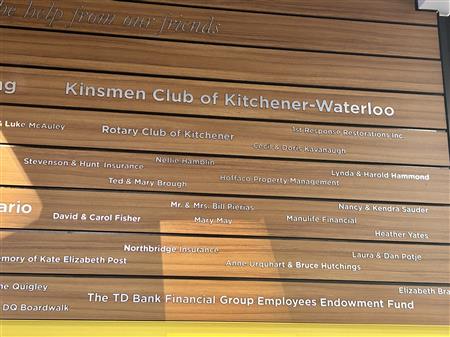 the help from our friends
ng Kinsmen Club of Kitchener-Waterloo
& Luke McAuley Rotary Club of Kitchener 1st Response Restorations Inc.
Cecil & Doris Kavanaugh
Stevenson & Hunt Insurance Nellie Hamblin Lynda & Harold Hammond
Ted & Mary Brough Hoffaco Property Management
ario Mr. & Mrs. Bill Pierias Nancy & Kendra Sauder
David & Carol Fisher Mary May Manulife Financial
Heather Yates
Northbridge Insurance Laura & Dan Potje
emory of Kate Elizabeth Post Anne Urquhart & Bruce Hutchings
ne Quigley Elizabeth Bra
DQ Boardwalk The TD Bank Financial Group Employees Endowment Fund